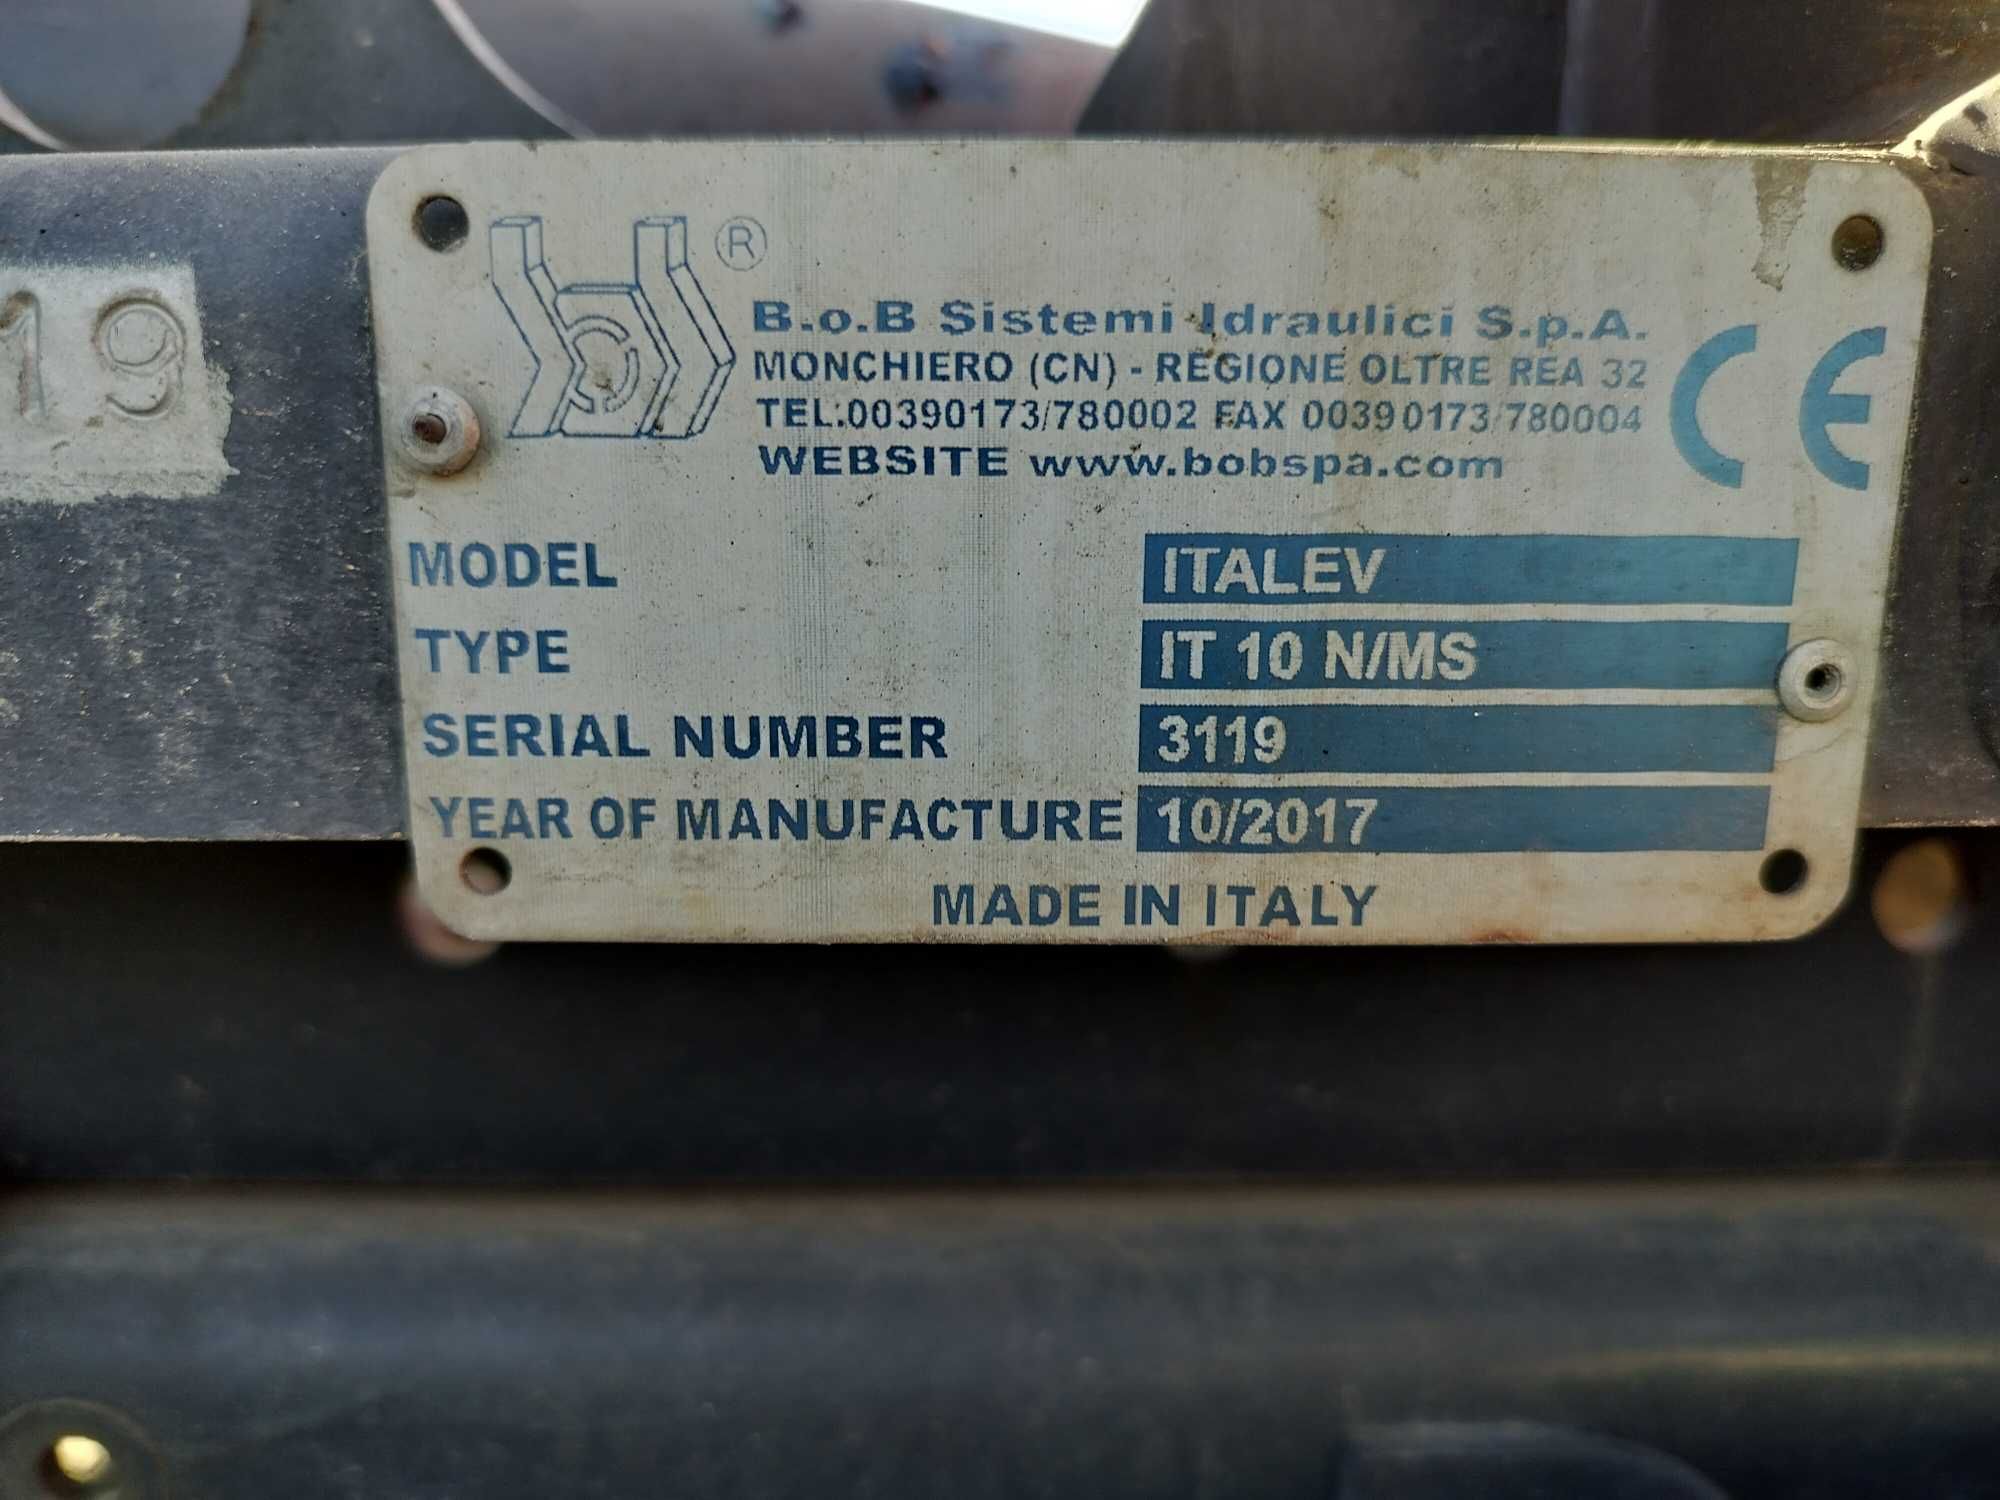 19
®
B.o.B Sistemi Idraulici S.p.A.
MONCHIERO (CN) - REGIONE OLTRE REA 32
TEL:00390173/780002 FAX 00390173/780004
WEBSITE www.bobspa.com
CE
MODEL ITALEV
TYPE IT 10 N/MS
SERIAL NUMBER 3119
YEAR OF MANUFACTURE 10/2017
MADE IN ITALY